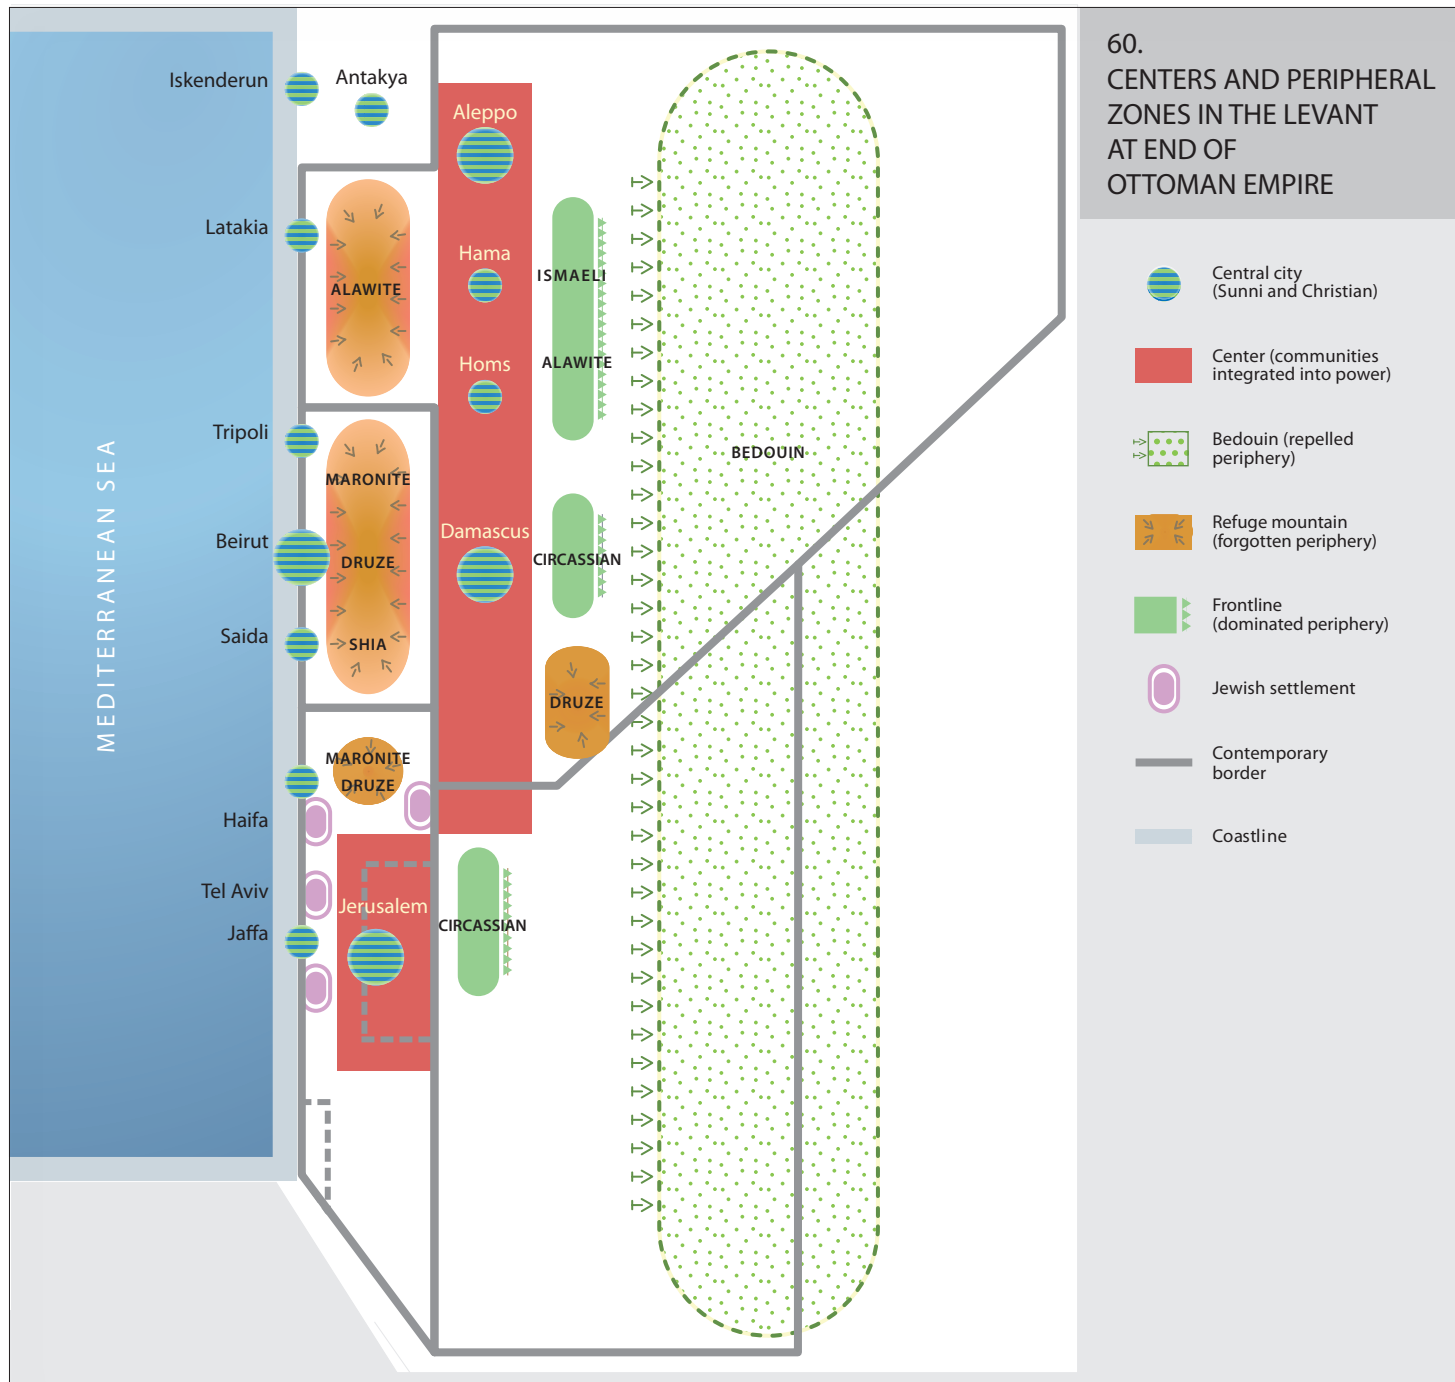 60.
CENTERS AND PERIPHERAL
ZONES IN THE LEVANT
AT END OF
OTTOMAN EMPIRE
Iskenderun
Antakya
Aleppo
Latakia
Hama
ISMAELI
ALAWITE
Homs
ALAWITE
Tripoli
MARONITE
BEDOUIN
Beirut
DRUZE
Damascus
CIRCASSIAN
Saida
SHIA
DRUZE
MARONITE
DRUZE
Haifa
Tel Aviv
Jerusalem
Jaffa
CIRCASSIAN
MEDITERRANEAN SEA
Central city
(Sunni and Christian)
Center (communities
integrated into power)
Bedouin (repelled
periphery)
Refuge mountain
(forgotten periphery)
Frontline
(dominated periphery)
Jewish settlement
Contemporary
border
Coastline